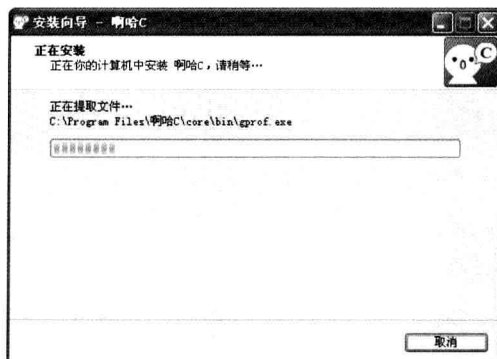 安装向导 - 啊哈C
正在安装
正在你的计算机中安装 啊哈C，请稍等…
C
正在提取文件…
C:\Program Files\啊哈C\core\bin\gprof.exe
取消